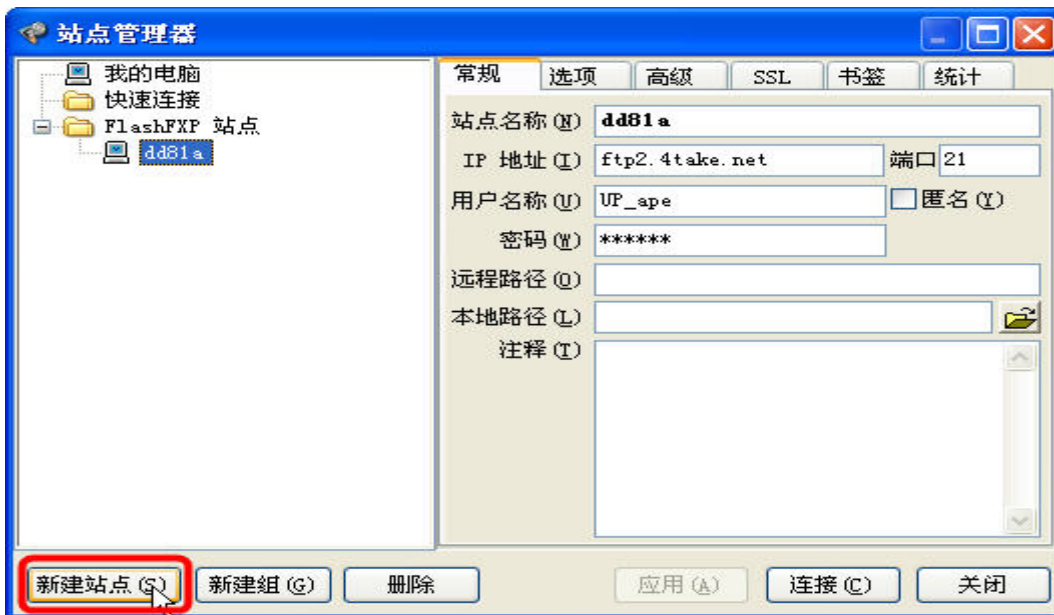 站点管理器
我的电脑
快速连接
FlashFXP 站点
dd81a
常规 选项 高级 SSL 书签 统计
站点名称(N) dd81a
IP 地址(I) ftp2.4take.net 端口 21
用户名称(U) UP_ape 匿名(Y)
密码(W) ******
远程路径(O)
本地路径(L)
注释(T)
新建站点(S) 新建组(G) 删除 应用(A) 连接(C) 关闭